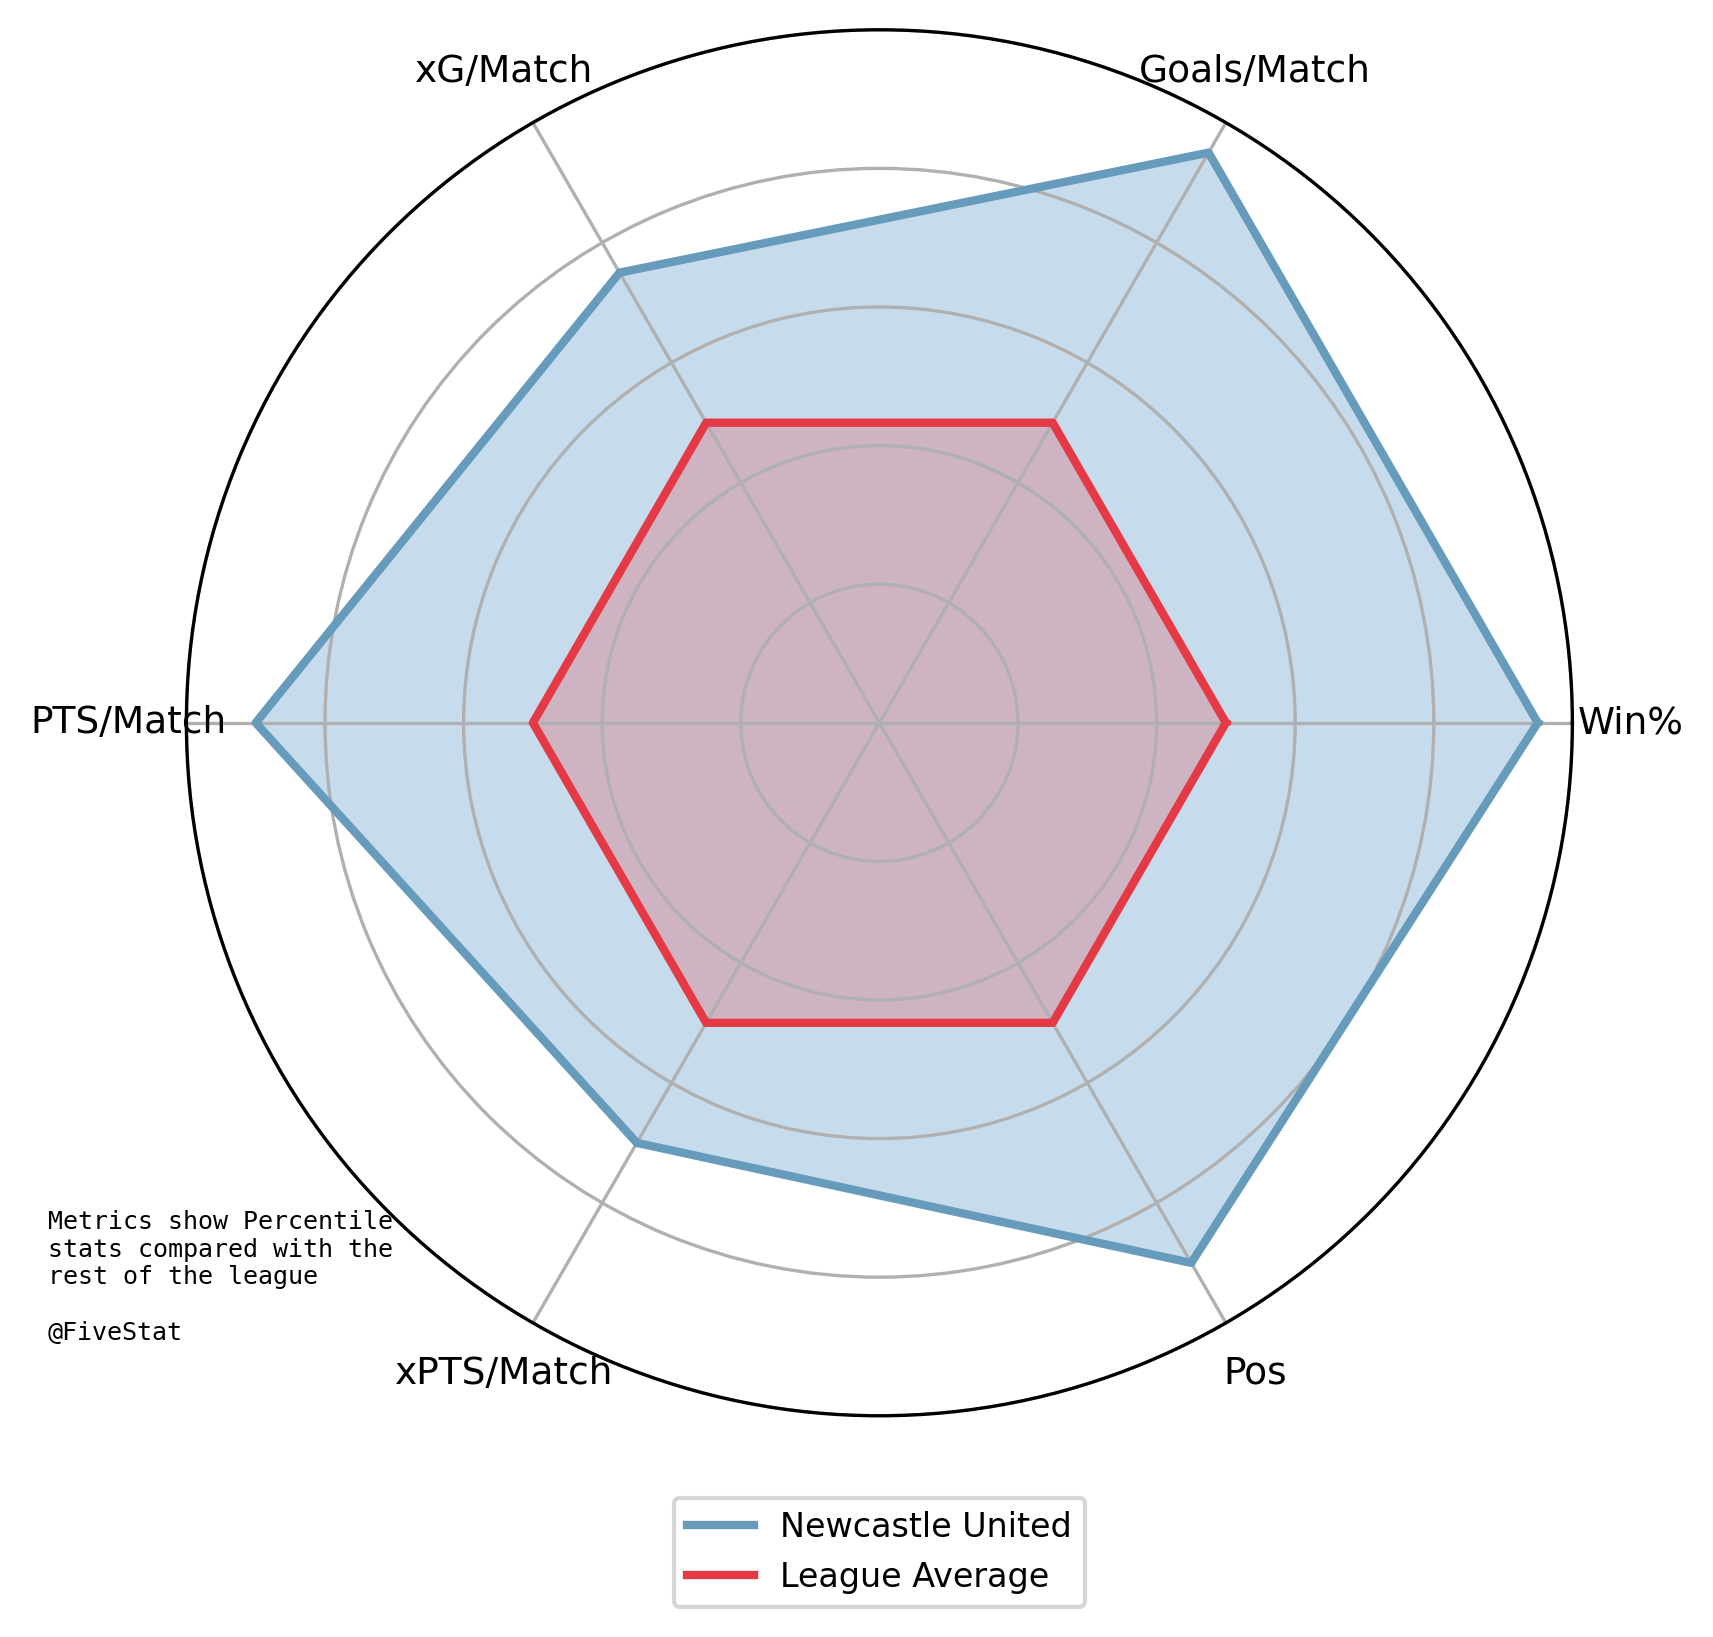 xG/Match
Goals/Match
PTS/Match
Win%
Metrics show Percentile
stats compared with the
rest of the league
@FiveStat
xPTS/Match
Pos
Newcastle United
League Average